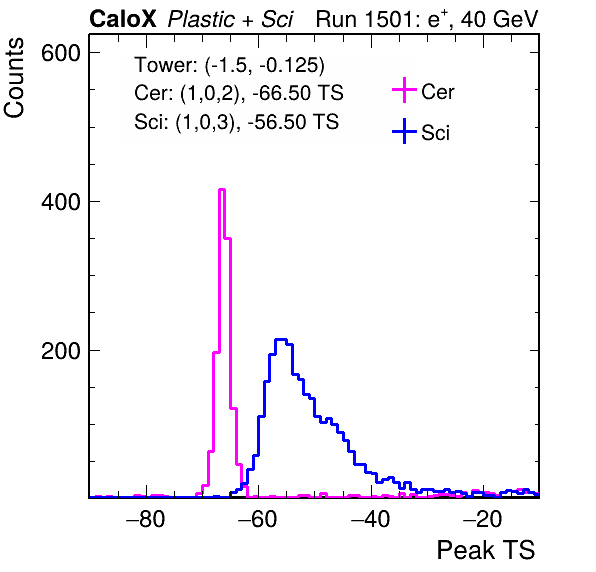 CaloX Plastic + Sci Run 1501: e⁺, 40 GeV
Counts
Tower: (-1.5, -0.125)
Cer: (1,0,2), -66.50 TS
Sci: (1,0,3), -56.50 TS
Cer
Sci
600
400
200
−80 −60 −40 −20
Peak TS